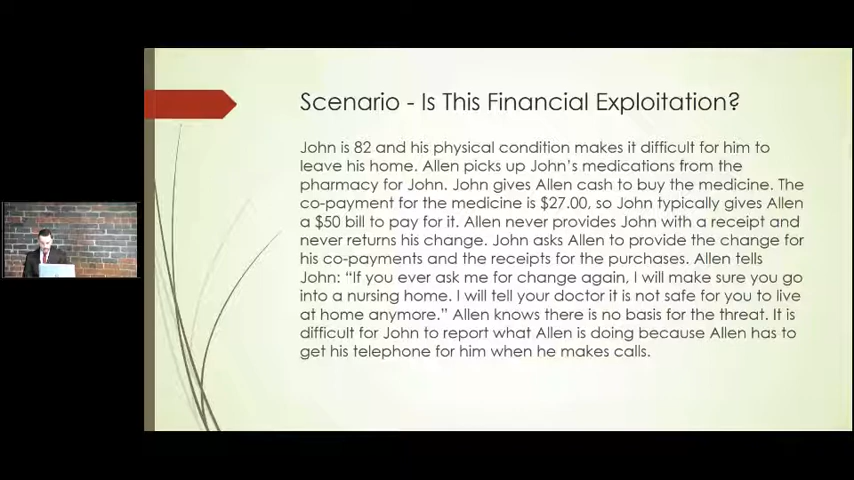 Scenario - Is This Financial Exploitation?
John is 82 and his physical condition makes it difficult for him to
leave his home. Allen picks up John's medications from the
pharmacy for John. John gives Allen cash to buy the medicine. The
co-payment for the medicine is $27.00, so John typically gives Allen
a $50 bill to pay for it. Allen never provides John with a receipt and
never returns his change. John asks Allen to provide the change for
his co-payments and the receipts for the purchases. Allen tells
John: “If you ever ask me for change again, I will make sure you go
into a nursing home. I will tell your doctor it is not safe for you to live
at home anymore.” Allen knows there is no basis for the threat. It is
difficult for John to report what Allen is doing because Allen has to
get his telephone for him when he makes calls.